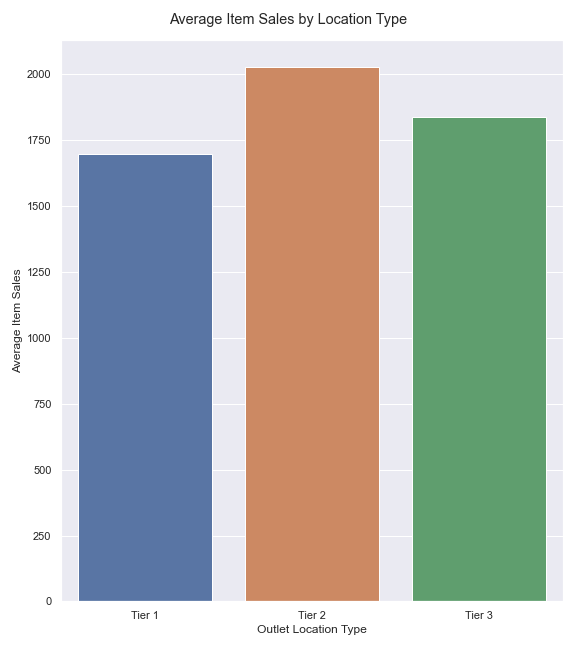 Average Item Sales by Location Type
2000
1750
1500
1250
1000
750
500
250
0
Average Item Sales
Tier 1
Tier 2
Tier 3
Outlet Location Type